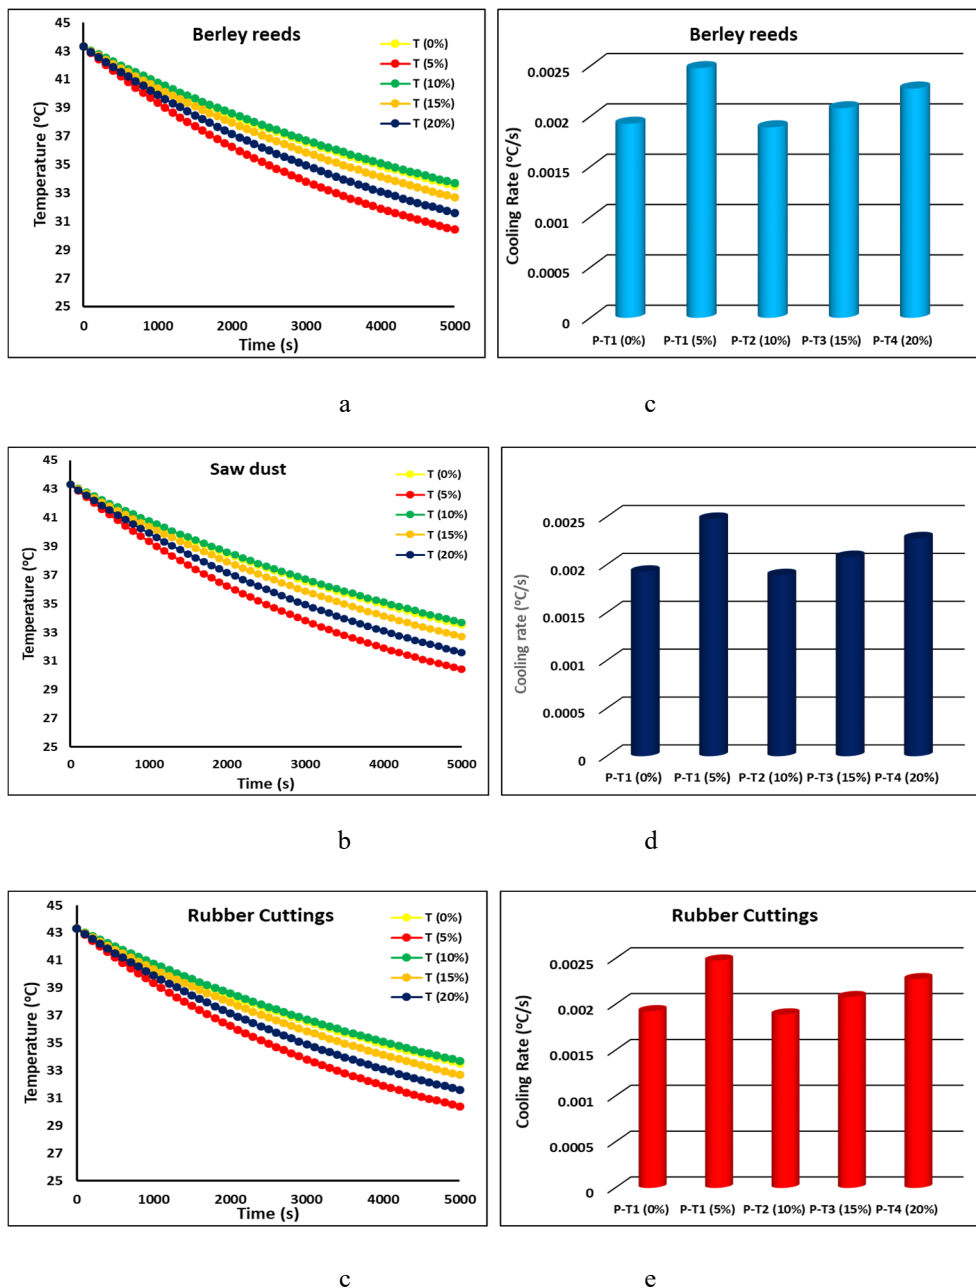 Berley reeds
T (0%)
T (5%)
T (10%)
T (15%)
T (20%)
45
43
41
39
37
35
33
31
29
27
25
Temperature (°C)
0 1000 2000 3000 4000 5000
Time (s)
Berley reeds
0.0025
0.002
0.0015
0.001
0.0005
0
Cooling Rate (°C/s)
P-T1 (0%) P-T1 (5%) P-T2 (10%) P-T3 (15%) P-T4 (20%)
a c
Saw dust
T (0%)
T (5%)
T (10%)
T (15%)
T (20%)
45
43
41
39
37
35
33
31
29
27
25
Temperature (°C)
0 1000 2000 3000 4000 5000
Time (s)
0.0025
0.002
0.0015
0.001
0.0005
0
Cooling rate (°C/s)
P-T1 (0%) P-T1 (5%) P-T2 (10%) P-T3 (15%) P-T4 (20%)
b d
Rubber Cuttings
T (0%)
T (5%)
T (10%)
T (15%)
T (20%)
45
43
41
39
37
35
33
31
29
27
25
Temperature (°C)
0 1000 2000 3000 4000 5000
Time (s)
Rubber Cuttings
0.0025
0.002
0.0015
0.001
0.0005
0
Cooling Rate (°C/s)
P-T1 (0%) P-T1 (5%) P-T2 (10%) P-T3 (15%) P-T4 (20%)
c e